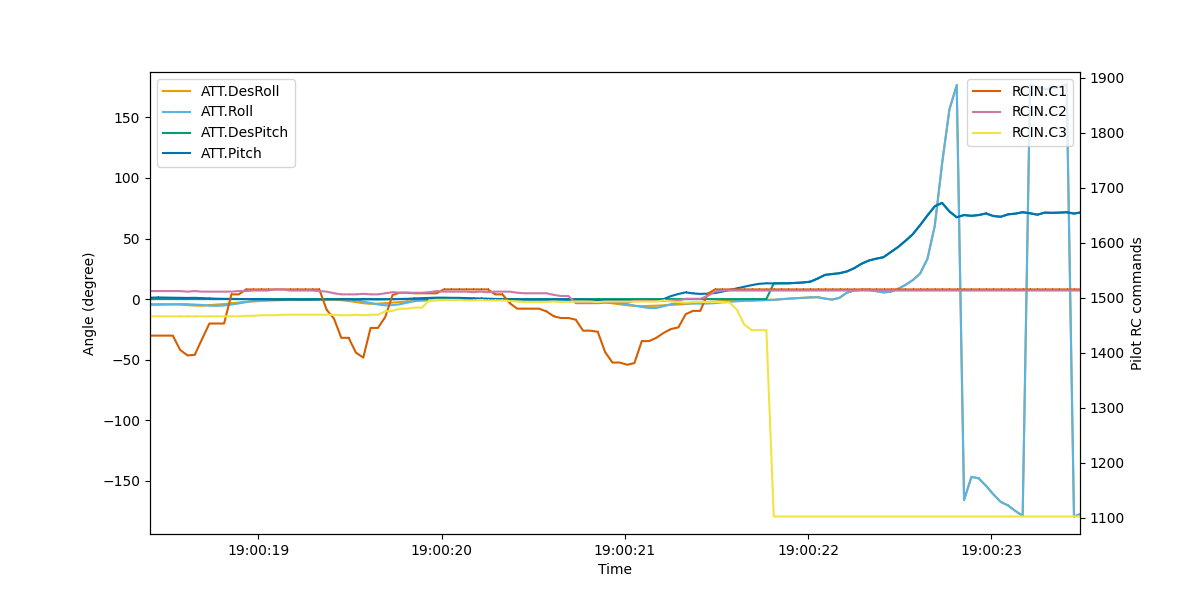 ATT.DesRoll
ATT.Roll
ATT.DesPitch
ATT.Pitch
RCIN.C1
RCIN.C2
RCIN.C3
Angle (degree)
150
100
50
0
−50
−100
−150
1900
1800
1700
1600
1500
1400
1300
1200
1100
Pilot RC commands
19:00:19
19:00:20
19:00:21
19:00:22
19:00:23
Time